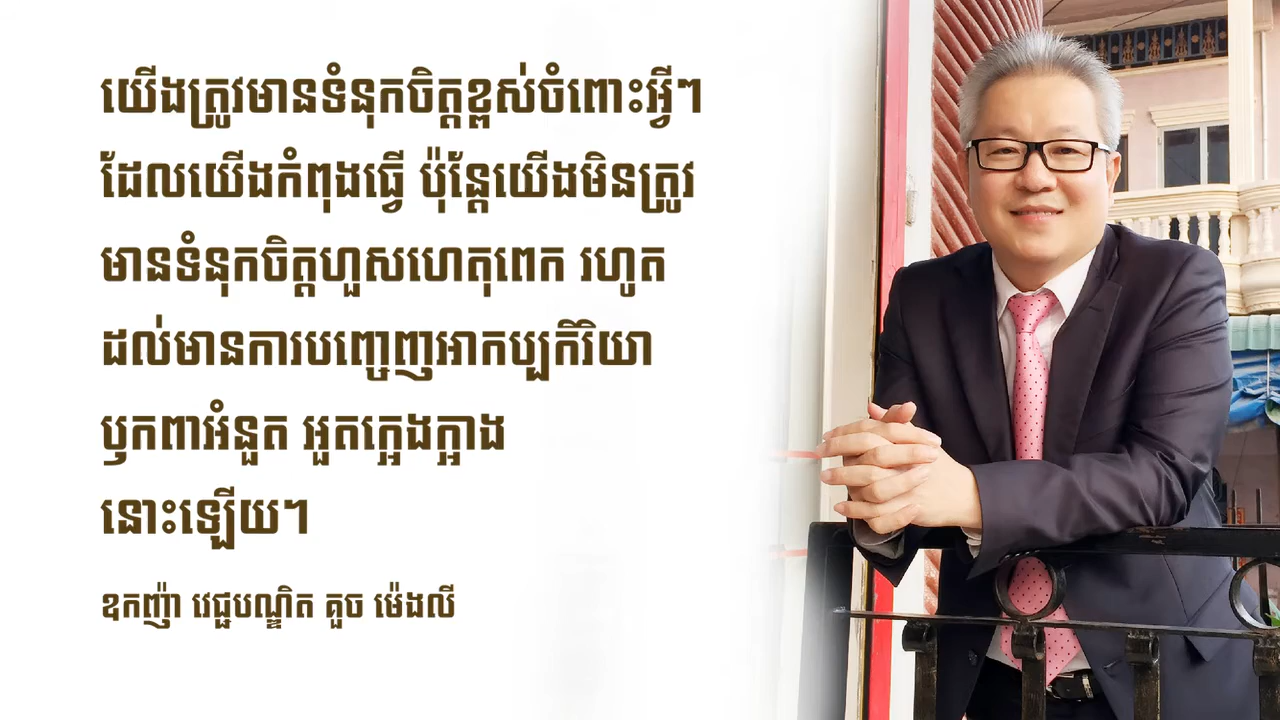 យើងត្រូវមានទំនុកចិត្តខ្ពស់ចំពោះអ្វីៗ
ដែលយើងកំពុងធ្វើ ប៉ុន្តែយើងមិនត្រូវ
មានទំនុកចិត្តហួសហេតុពេក រហូត
ដល់មានការបញ្ចេញអាកប្បកិរិយា
ឫកពាអំនួត អួតក្អេងក្អាង
នោះឡើយ។
ឧកញ៉ា វេជ្ជបណ្ឌិត គួច ម៉េងលី